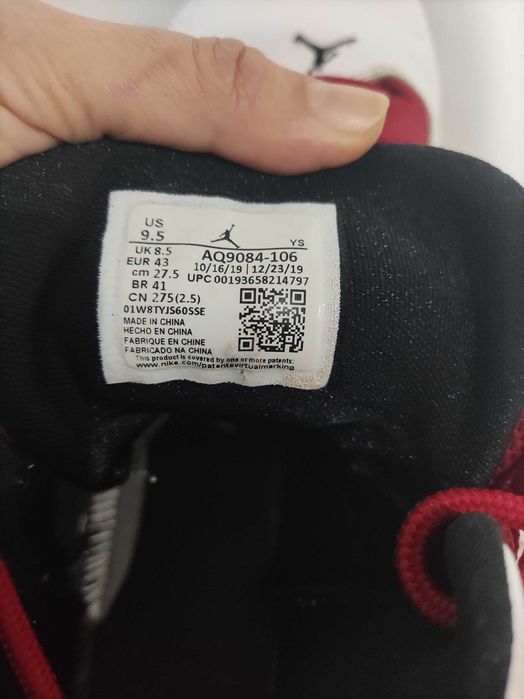 US
9.5
YS
UK 8.5
AQ9084-106
EUR 43
10/16/19 | 12/23/19
cm 27.5
UPC 00193658214797
BR 41
CN 275(2.5)
01W8TYJS60SSE
MADE IN CHINA
HECHO EN CHINA
FABRIQUE EN CHINE
FABRICADO NA CHINA
This product is covered by one or more patents:
www.nike.com/patentsvirtualmarking